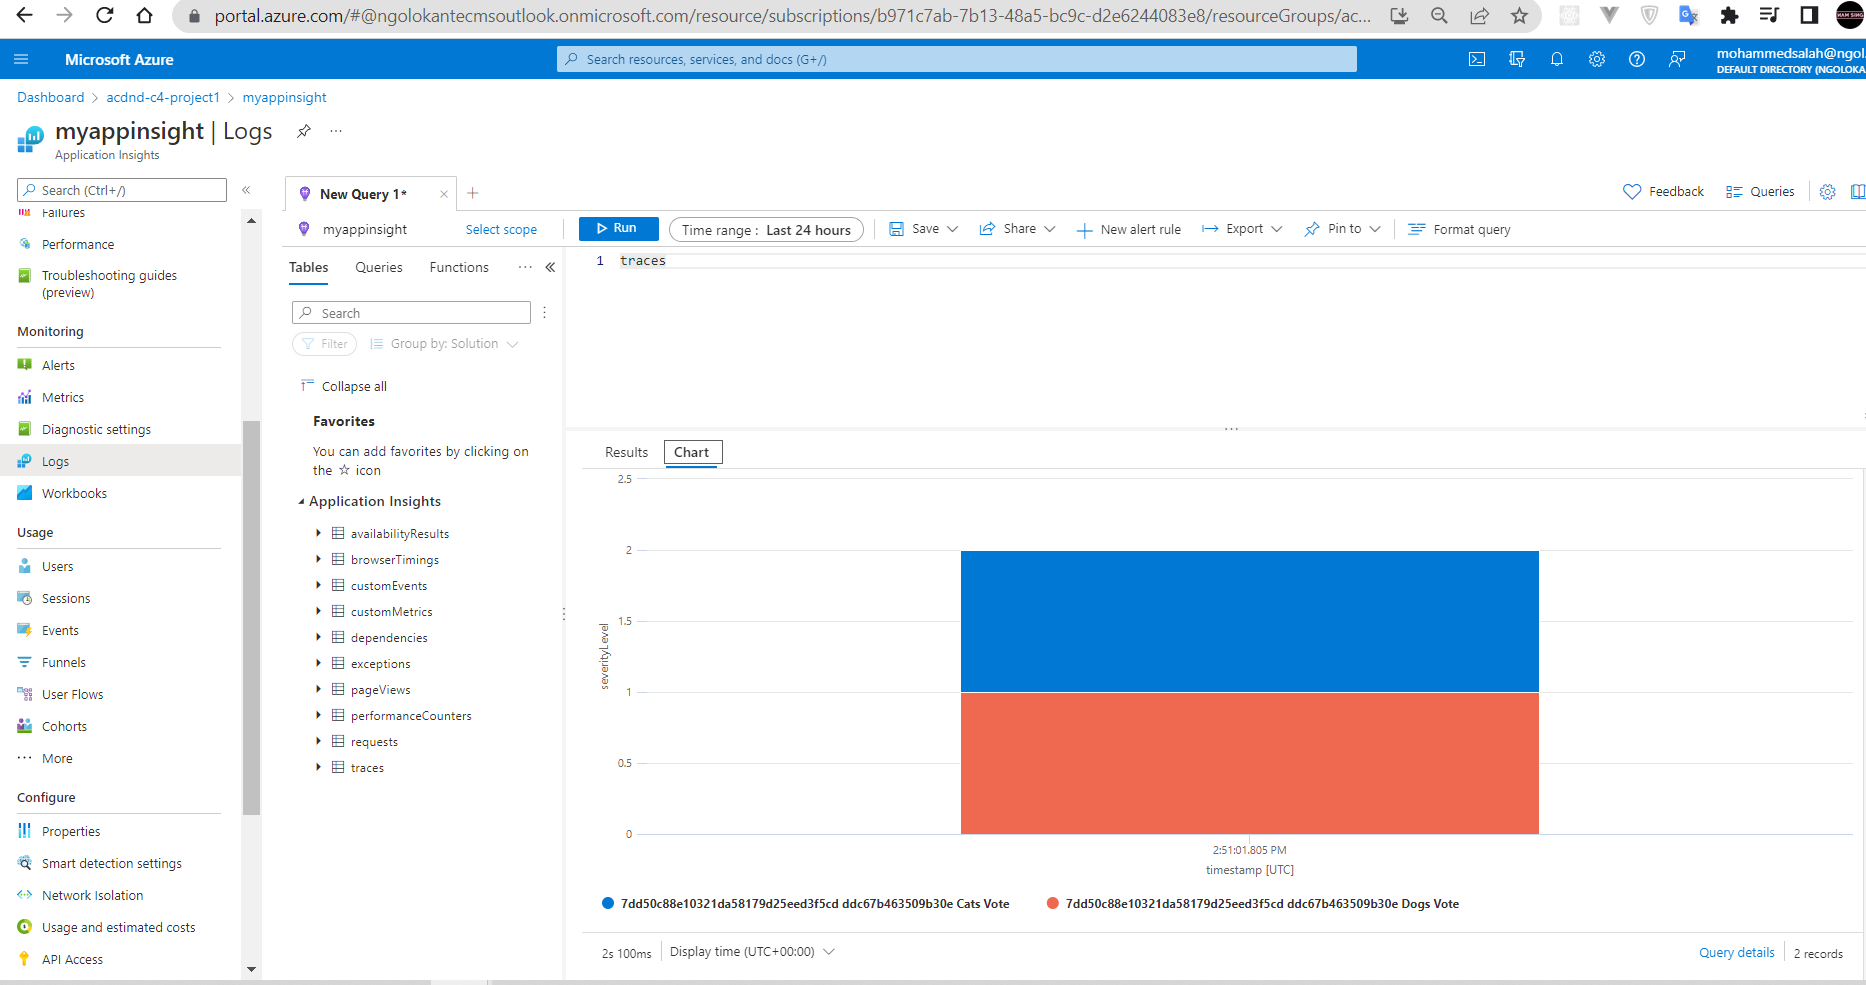 portal.azure.com/#@ngolokantecmsoutlook.onmicrosoft.com/resource/subscriptions/b971c7ab-7b13-48a5-bc9c-d2e6244083e8/resourceGroups/ac...
Microsoft Azure
Search resources, services, and docs (G+/)
mohammedsalah@ngol
DEFAULT DIRECTORY (NGOLOKA
Dashboard > acdnd-c4-project1 > myappinsight
myappinsight | Logs ...
Application Insights
Search (Ctrl+/)
Failures
Performance
Troubleshooting guides
(preview)
Monitoring
Alerts
Metrics
Diagnostic settings
Logs
Workbooks
Usage
Users
Sessions
Events
Funnels
User Flows
Cohorts
More
Configure
Properties
Smart detection settings
Network Isolation
Usage and estimated costs
API Access
New Query 1*
Feedback
Queries
myappinsight
Select scope
Run
Time range : Last 24 hours
Save
Share
New alert rule
Export
Pin to
Format query
Tables
Queries
Functions
Search
Filter
Group by: Solution
Collapse all
Favorites
You can add favorites by clicking on
the ☆ icon
Application Insights
availabilityResults
browserTimings
customEvents
customMetrics
dependencies
exceptions
pageViews
performanceCounters
requests
traces
1 traces
Results
Chart
2.5
2
1.5
1
0.5
0
severityLevel
2:51:01.805 PM
timestamp [UTC]
7dd50c88e10321da58179d25eed3f5cd ddc67b463509b30e Cats Vote
7dd50c88e10321da58179d25eed3f5cd ddc67b463509b30e Dogs Vote
2s 100ms
Display time (UTC+00:00)
Query details
2 records